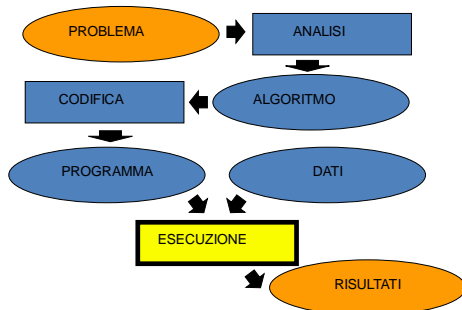 PROBLEMA
ANALISI
CODIFICA
ALGORITMO
PROGRAMMA
DATI
ESECUZIONE
RISULTATI